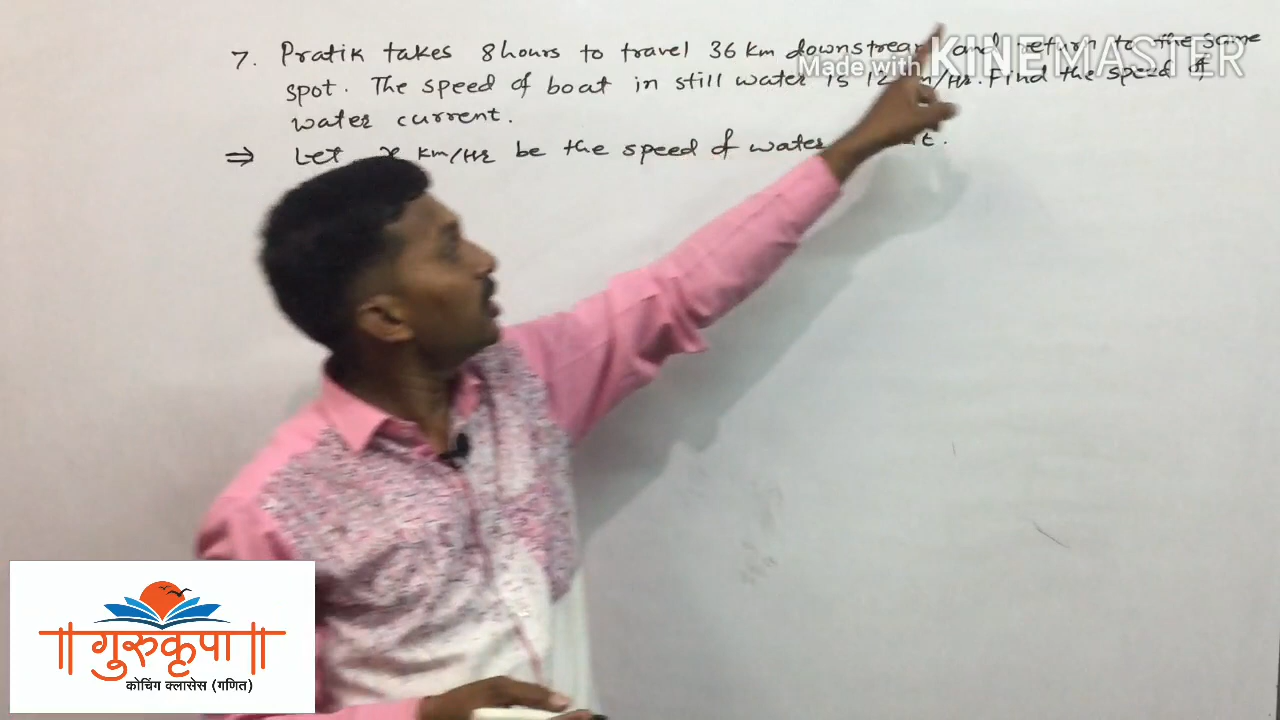 7. Pratik takes 8 hours to travel 36 km downstream and return to the same
spot. The speed of boat in still water is 12 km/Hr. Find the speed of
water current.
⇒ Let x km/Hr be the speed of water
Made with KINEMASTER
॥ गुरुकृपा ॥
कोचिंग क्लासेस (गणित)